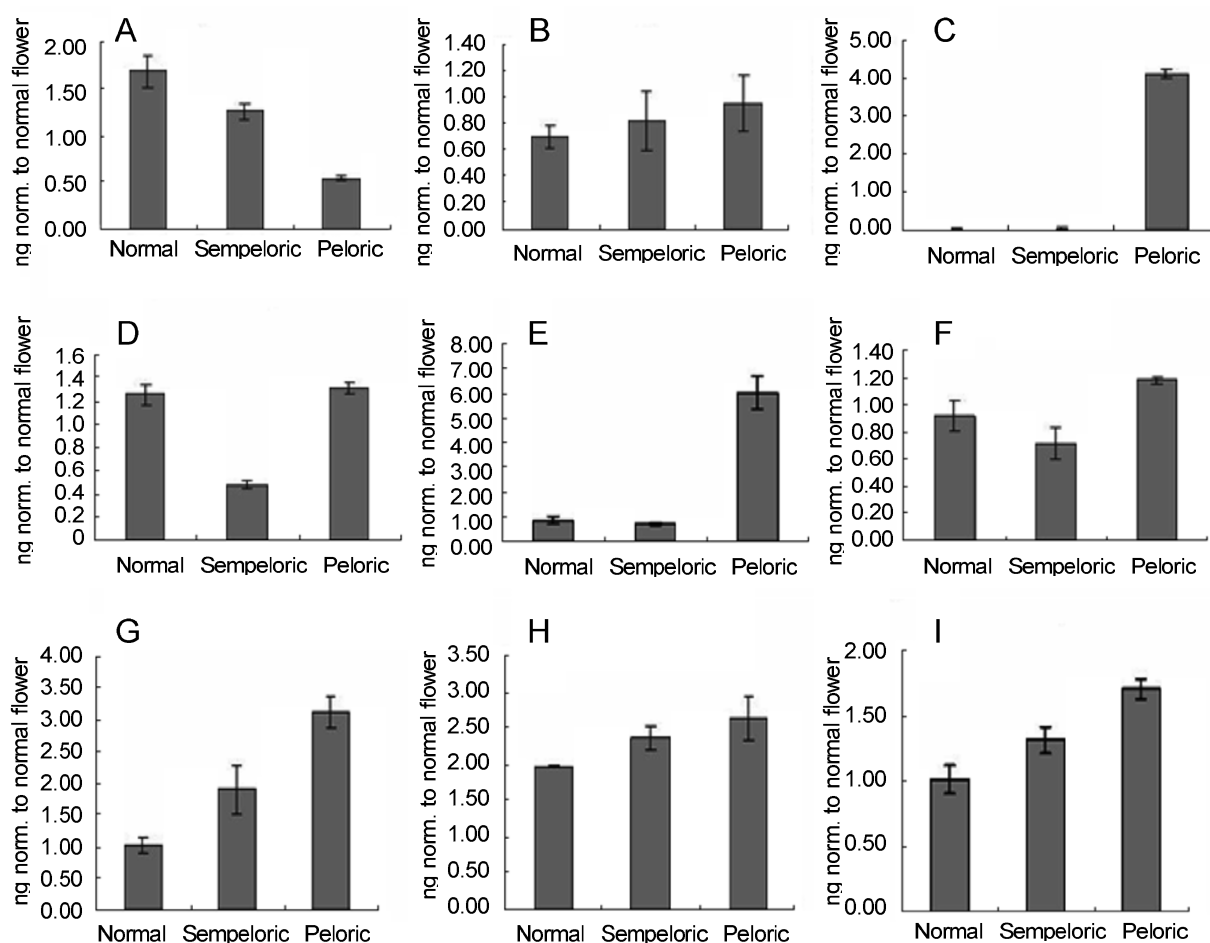 A
ng norm. to normal flower
2.00
1.50
1.00
0.50
0.00
Normal Sempeloric Peloric
B
ng norm. to normal flower
1.40
1.20
1.00
0.80
0.60
0.40
0.20
0.00
Normal Sempeloric Peloric
C
ng norm. to normal flower
5.00
4.00
3.00
2.00
1.00
0.00
Normal Sempeloric Peloric
D
ng norm. to normal flower
1.6
1.4
1.2
1.0
0.8
0.6
0.4
0.2
0
Normal Sempeloric Peloric
E
ng norm. to normal flower
8.00
7.00
6.00
5.00
4.00
3.00
2.00
1.00
0.00
Normal Sempeloric Peloric
F
ng norm. to normal flower
1.40
1.20
1.00
0.80
0.60
0.40
0.20
0.00
Normal Sempeloric Peloric
G
ng norm. to normal flower
4.00
3.50
3.00
2.50
2.00
1.50
1.00
0.50
0.00
Normal Sempeloric Peloric
H
ng norm. to normal flower
3.50
3.00
2.50
2.00
1.50
1.00
0.50
0.00
Normal Sempeloric Peloric
I
ng norm. to normal flower
2.00
1.50
1.00
0.50
0.00
Normal Sempeloric Peloric